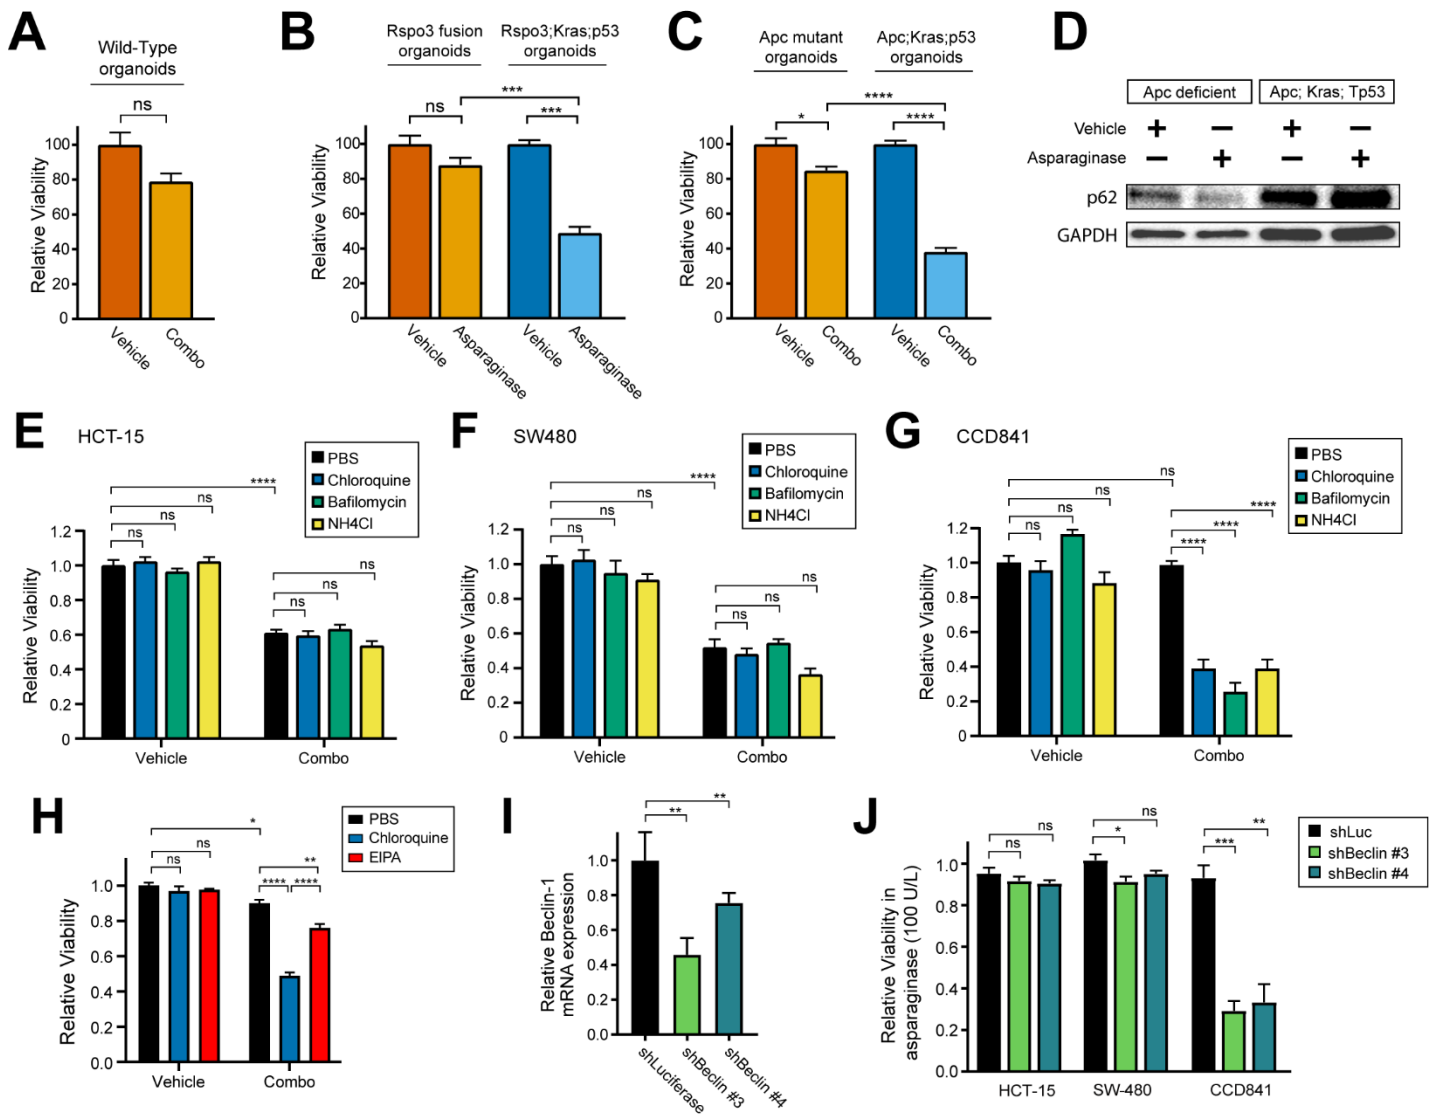 A
Wild-Type
organoids
ns
Relative Viability
100
80
60
40
20
0
Vehicle
Combo
B
Rspo3 fusion
organoids
Rspo3;Kras;p53
organoids
***
ns
***
Relative Viability
100
80
60
40
20
0
Vehicle
Asparaginase
Vehicle
Asparaginase
C
Apc mutant
organoids
Apc;Kras;p53
organoids
****
*
****
Relative Viability
100
80
60
40
20
0
Vehicle
Combo
Vehicle
Combo
D
Apc deficient
Apc; Kras; Tp53
Vehicle + − + −
Asparaginase − + − +
p62
GAPDH
E
HCT-15
PBS
Chloroquine
Bafilomycin
NH4Cl
****
ns
ns
ns
ns
ns
ns
Relative Viability
1.2
1.0
0.8
0.6
0.4
0.2
0
Vehicle
Combo
F
SW480
PBS
Chloroquine
Bafilomycin
NH4Cl
****
ns
ns
ns
ns
ns
ns
Relative Viability
1.2
1.0
0.8
0.6
0.4
0.2
0
Vehicle
Combo
G
CCD841
PBS
Chloroquine
Bafilomycin
NH4Cl
ns
ns
ns
ns
****
****
****
Relative Viability
1.2
1.0
0.8
0.6
0.4
0.2
0
Vehicle
Combo
H
PBS
Chloroquine
EIPA
*
ns
ns
**
****
****
Relative Viability
1.0
0.8
0.6
0.4
0.2
0.0
Vehicle
Combo
I
**
**
Relative Beclin-1
mRNA expression
1.0
0.8
0.6
0.4
0.2
0.0
shLuciferase
shBeclin #3
shBeclin #4
J
shLuc
shBeclin #3
shBeclin #4
ns
ns
ns
*
**
***
Relative Viability in
asparaginase (100 U/L)
1.0
0.8
0.6
0.4
0.2
0.0
HCT-15
SW-480
CCD841